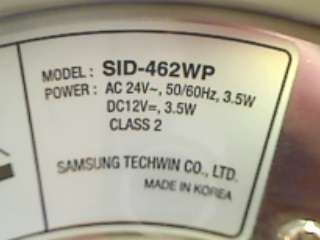 MODEL : SID-462WP
POWER : AC 24V~, 50/60Hz, 3.5W
DC12V⎓, 3.5W
CLASS 2
SAMSUNG TECHWIN CO., LTD.
MADE IN KOREA